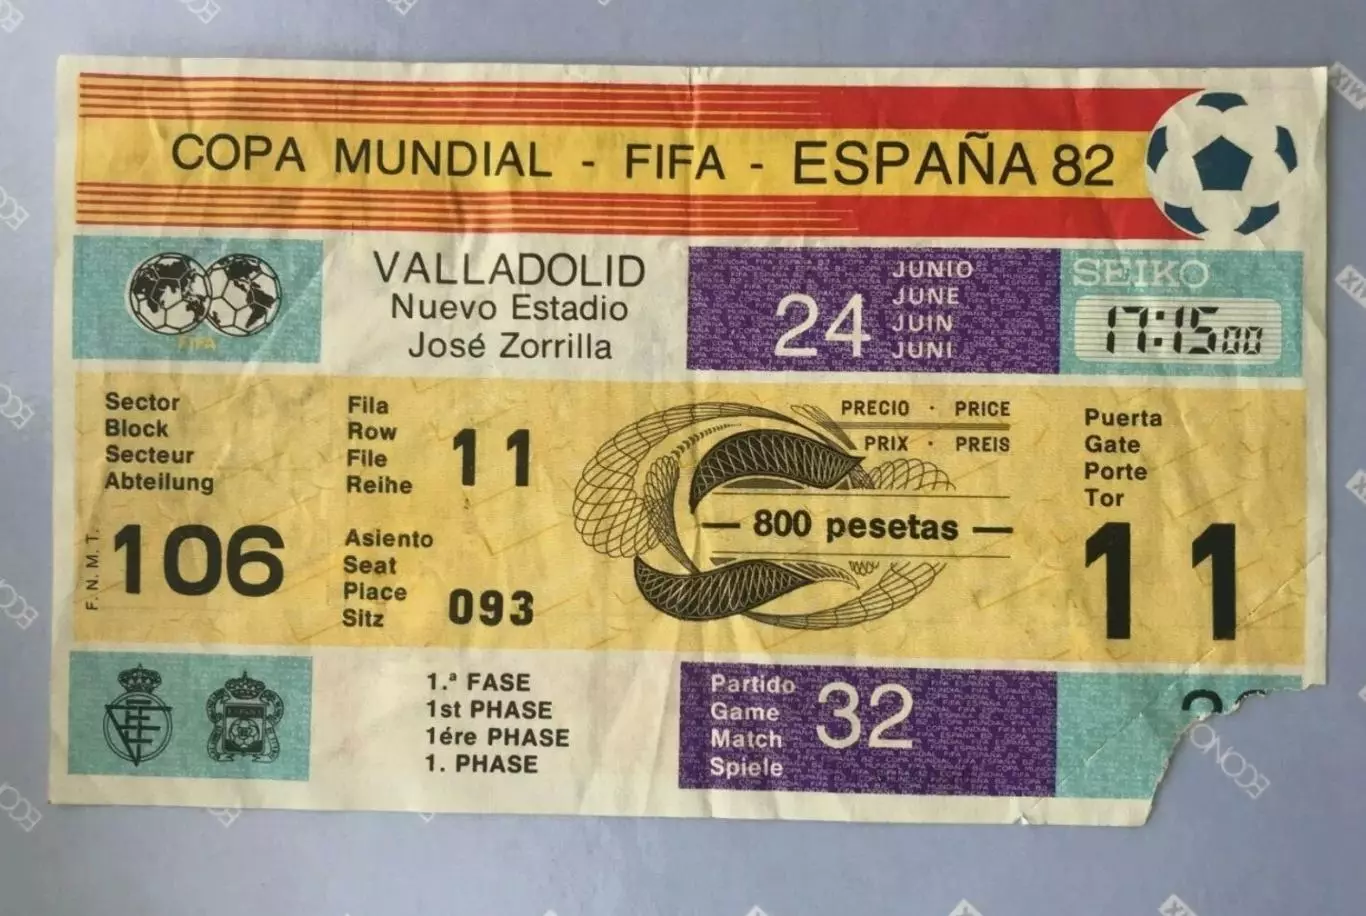 COPA MUNDIAL - FIFA - ESPAÑA 82
FIFA
VALLADOLID
Nuevo Estadio
José Zorrilla
24
JUNIO
JUNE
JUIN
JUNI
SEIKO
17:15 00
Sector
Block
Secteur
Abteilung
106
F. N. M. T.
Fila
Row
File
Reihe
11
Asiento
Seat
Place
Sitz
093
PRECIO · PRICE
PRIX · PREIS
— 800 pesetas —
Puerta
Gate
Porte
Tor
11
1.ª FASE
1st PHASE
1ére PHASE
1. PHASE
Partido
Game
Match
Spiele
32
ECONOMIX